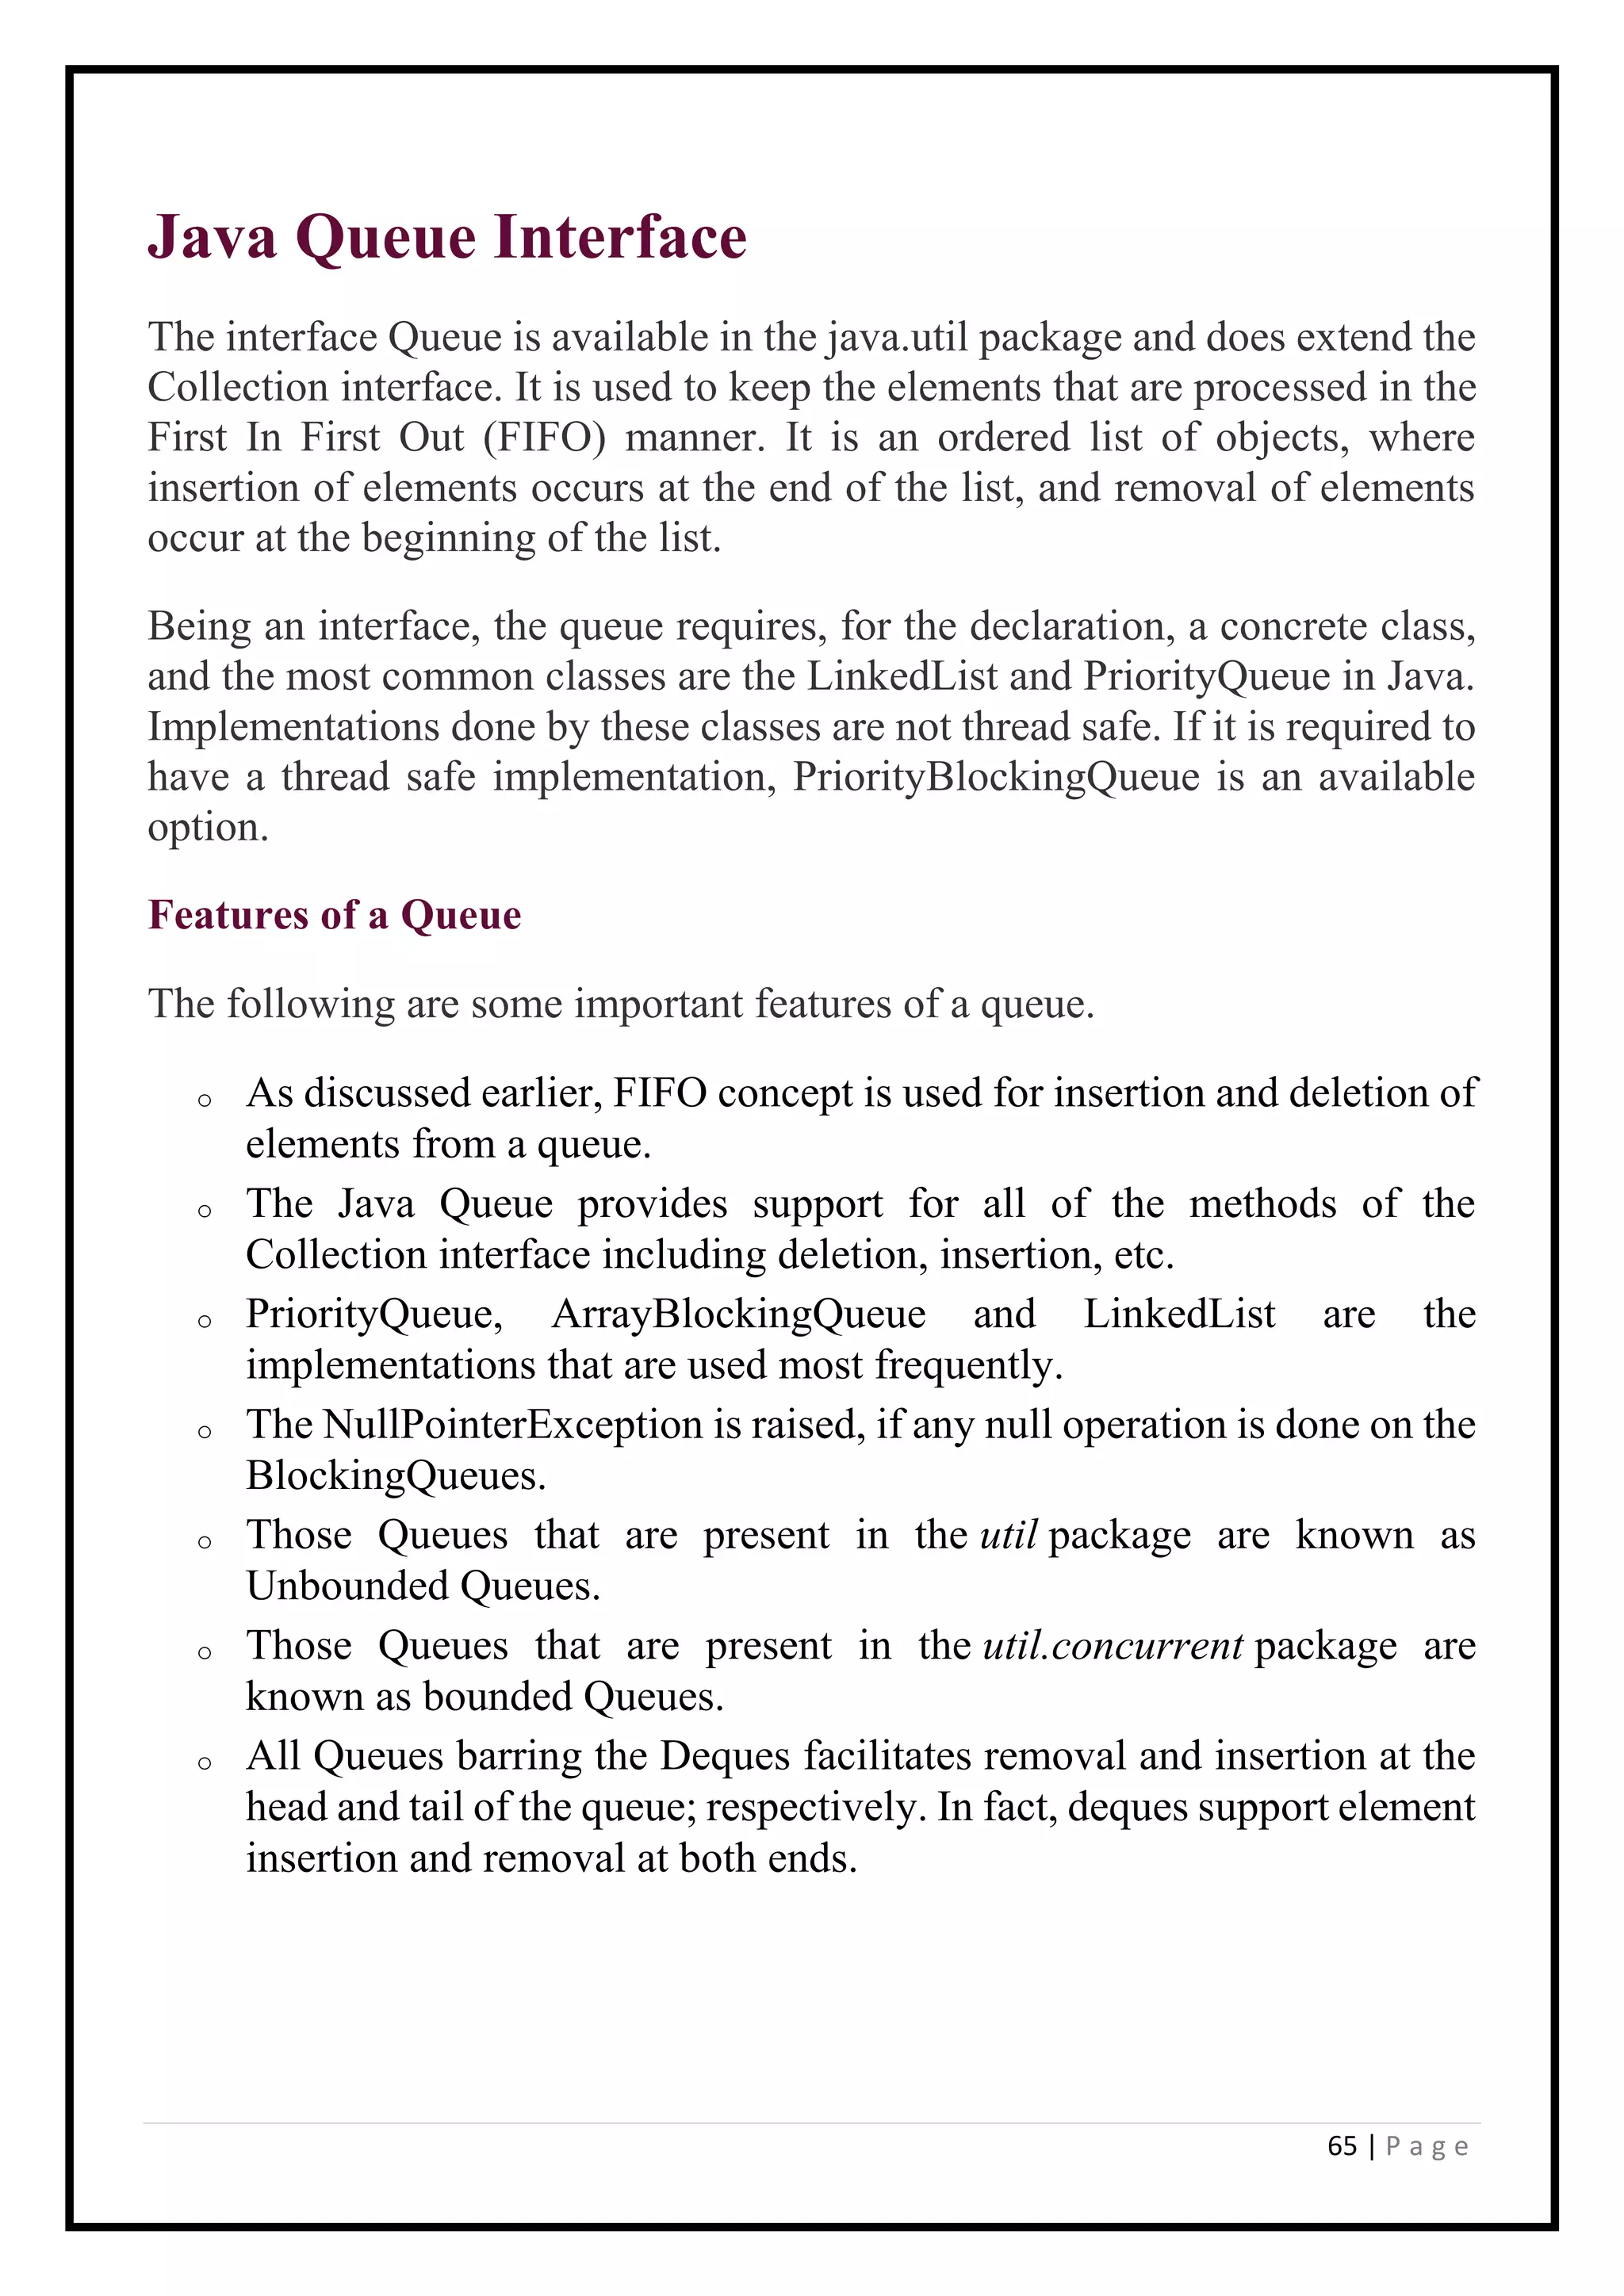 Java Queue Interface
The interface Queue is available in the java.util package and does extend the
Collection interface. It is used to keep the elements that are processed in the
First In First Out (FIFO) manner. It is an ordered list of objects, where
insertion of elements occurs at the end of the list, and removal of elements
occur at the beginning of the list.
Being an interface, the queue requires, for the declaration, a concrete class,
and the most common classes are the LinkedList and PriorityQueue in Java.
Implementations done by these classes are not thread safe. If it is required to
have a thread safe implementation, PriorityBlockingQueue is an available
option.
Features of a Queue
The following are some important features of a queue.
o As discussed earlier, FIFO concept is used for insertion and deletion of
elements from a queue.
o The Java Queue provides support for all of the methods of the
Collection interface including deletion, insertion, etc.
o PriorityQueue, ArrayBlockingQueue and LinkedList are the
implementations that are used most frequently.
o The NullPointerException is raised, if any null operation is done on the
BlockingQueues.
o Those Queues that are present in the util package are known as
Unbounded Queues.
o Those Queues that are present in the util.concurrent package are
known as bounded Queues.
o All Queues barring the Deques facilitates removal and insertion at the
head and tail of the queue; respectively. In fact, deques support element
insertion and removal at both ends.
65 | P a g e